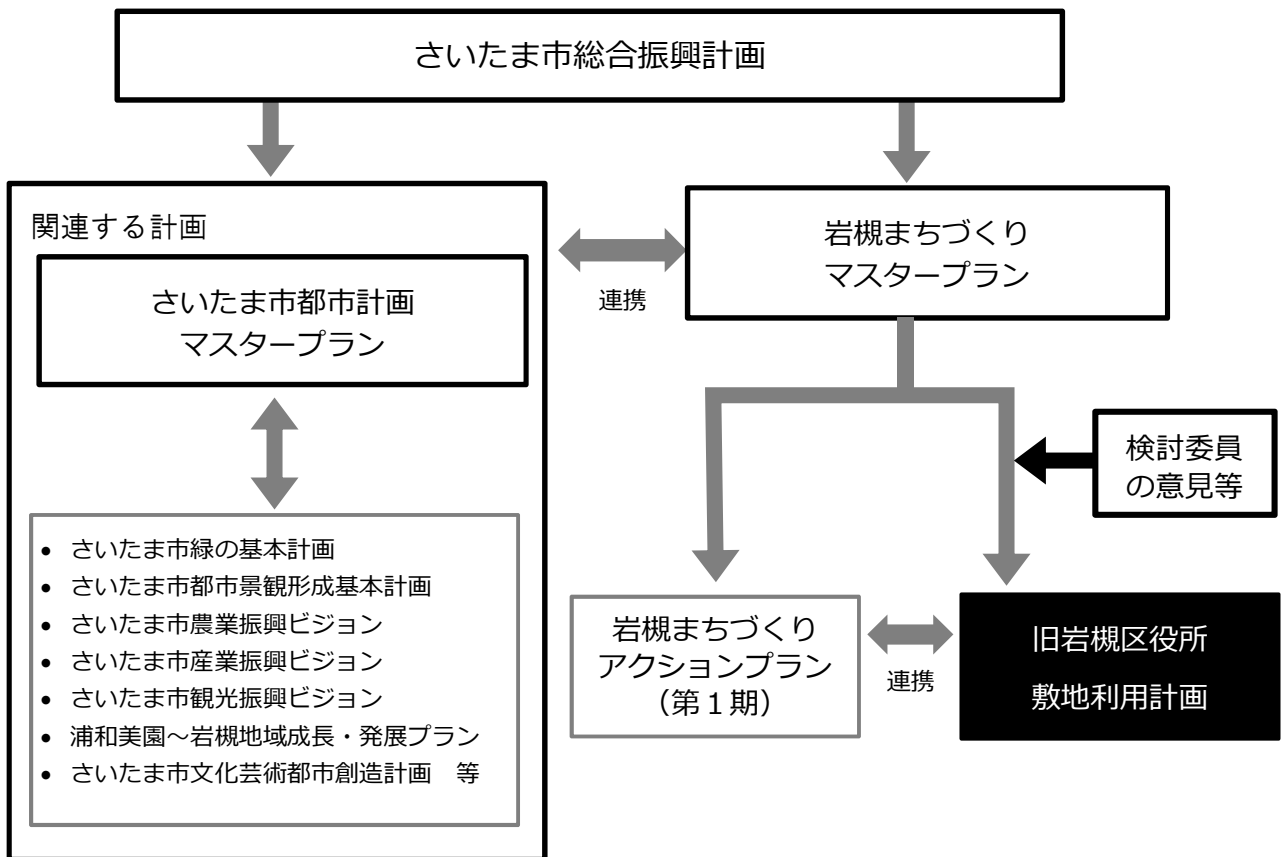 さいたま市総合振興計画
関連する計画
さいたま市都市計画
マスタープラン
連携
岩槻まちづくり
マスタープラン
検討委員
の意見等
• さいたま市緑の基本計画
• さいたま市都市景観形成基本計画
• さいたま市農業振興ビジョン
• さいたま市産業振興ビジョン
• さいたま市観光振興ビジョン
• 浦和美園～岩槻地域成長・発展プラン
• さいたま市文化芸術都市創造計画　等
岩槻まちづくり
アクションプラン
（第１期）
連携
旧岩槻区役所
敷地利用計画